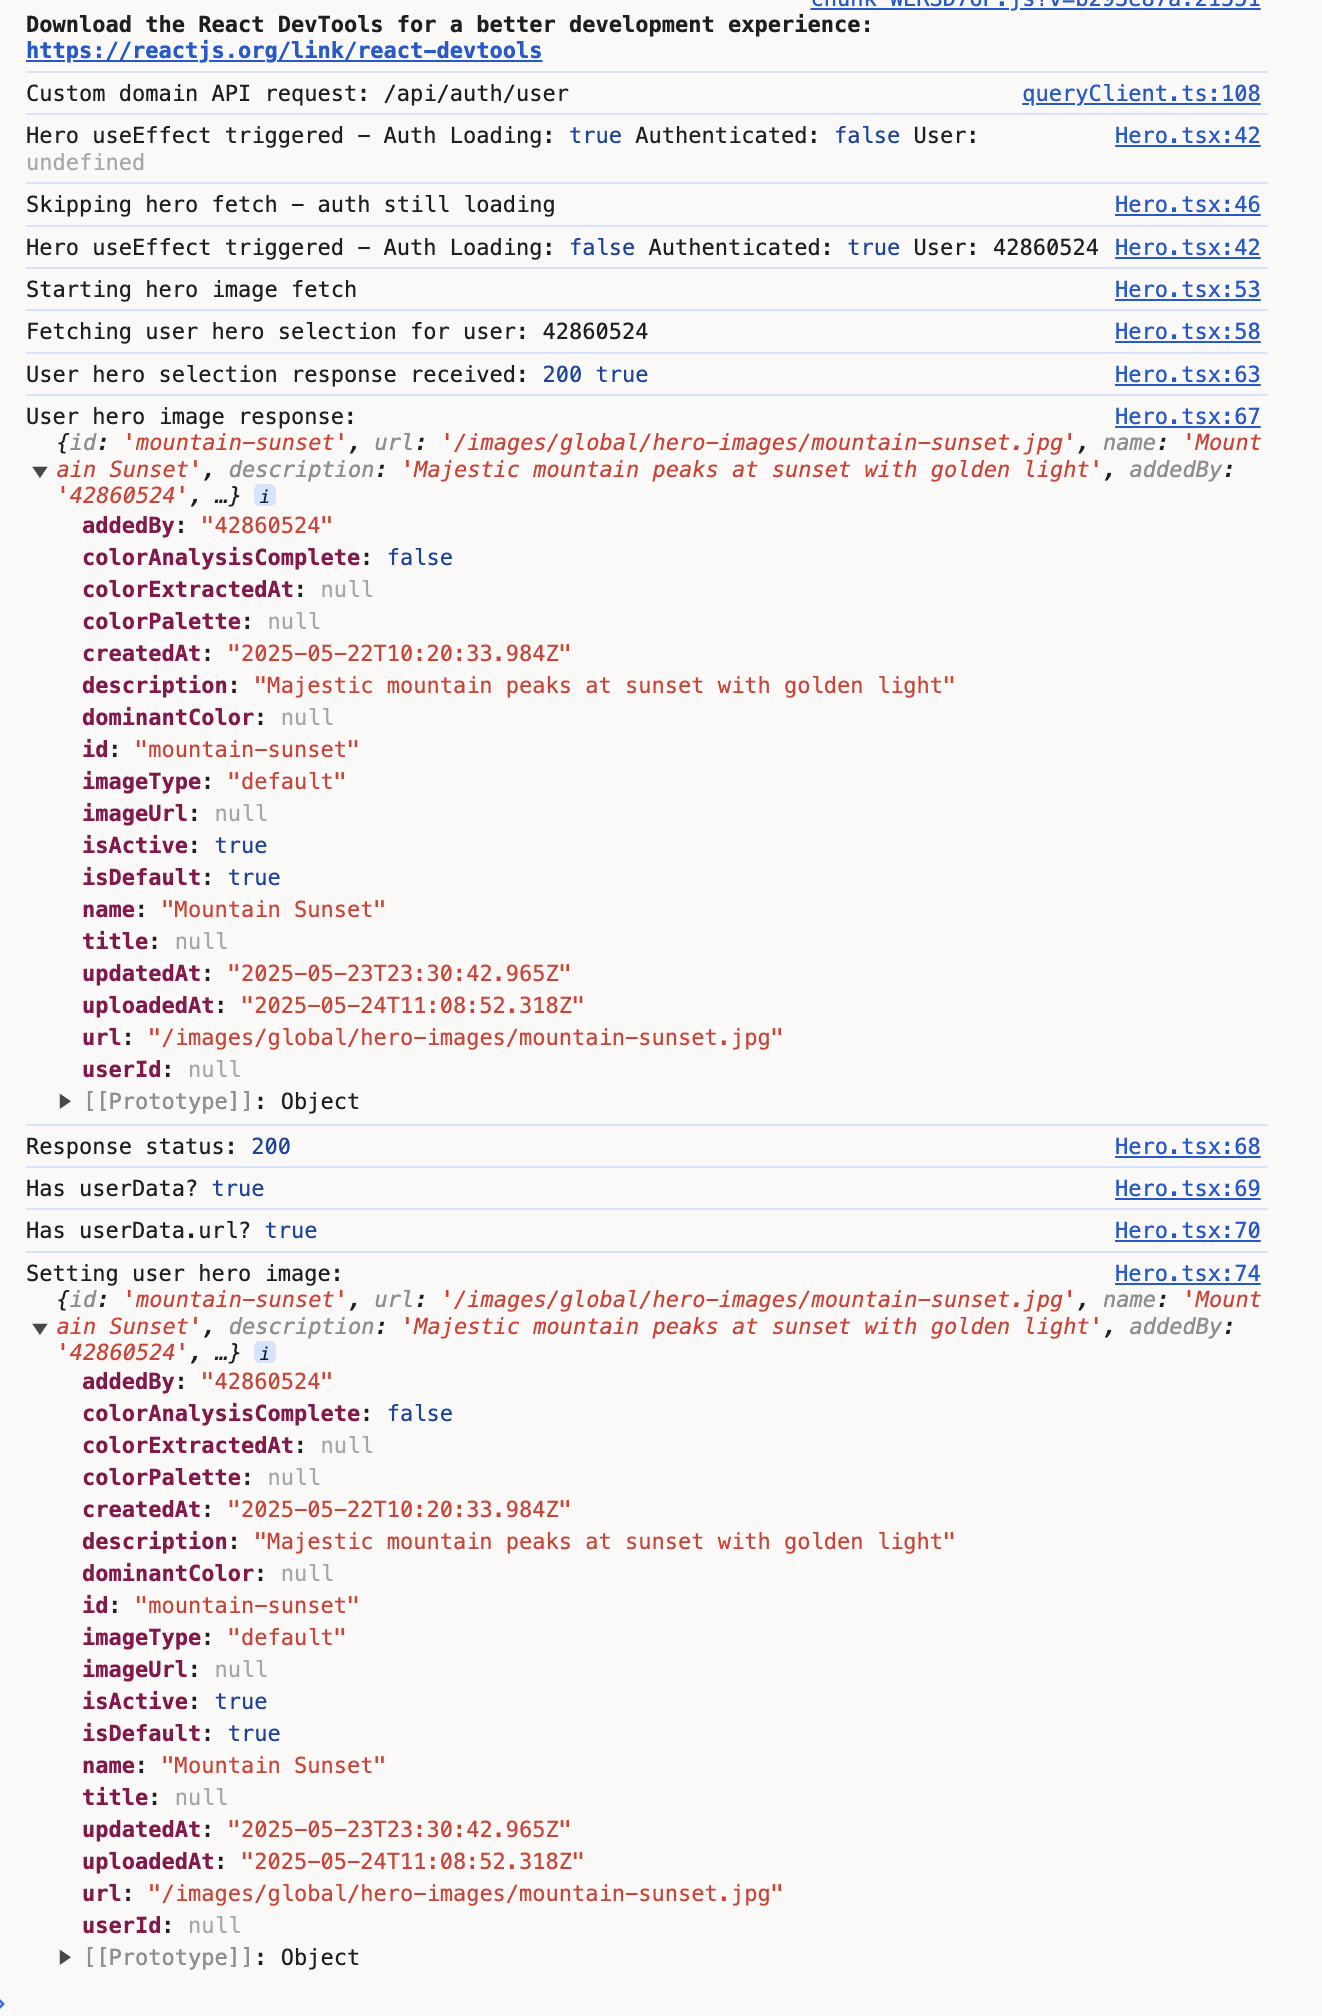 Download the React DevTools for a better development experience:
https://reactjs.org/link/react-devtools
Custom domain API request: /api/auth/user queryClient.ts:108
Hero useEffect triggered – Auth Loading: true Authenticated: false User: Hero.tsx:42
undefined
Skipping hero fetch – auth still loading Hero.tsx:46
Hero useEffect triggered – Auth Loading: false Authenticated: true User: 42860524 Hero.tsx:42
Starting hero image fetch Hero.tsx:53
Fetching user hero selection for user: 42860524 Hero.tsx:58
User hero selection response received: 200 true Hero.tsx:63
User hero image response: Hero.tsx:67
{id: 'mountain-sunset', url: '/images/global/hero-images/mountain-sunset.jpg', name: 'Mount
ain Sunset', description: 'Majestic mountain peaks at sunset with golden light', addedBy:
'42860524', …} i
addedBy: "42860524"
colorAnalysisComplete: false
colorExtractedAt: null
colorPalette: null
createdAt: "2025-05-22T10:20:33.984Z"
description: "Majestic mountain peaks at sunset with golden light"
dominantColor: null
id: "mountain-sunset"
imageType: "default"
imageUrl: null
isActive: true
isDefault: true
name: "Mountain Sunset"
title: null
updatedAt: "2025-05-23T23:30:42.965Z"
uploadedAt: "2025-05-24T11:08:52.318Z"
url: "/images/global/hero-images/mountain-sunset.jpg"
userId: null
[[Prototype]]: Object
Response status: 200 Hero.tsx:68
Has userData? true Hero.tsx:69
Has userData.url? true Hero.tsx:70
Setting user hero image: Hero.tsx:74
{id: 'mountain-sunset', url: '/images/global/hero-images/mountain-sunset.jpg', name: 'Mount
ain Sunset', description: 'Majestic mountain peaks at sunset with golden light', addedBy:
'42860524', …} i
addedBy: "42860524"
colorAnalysisComplete: false
colorExtractedAt: null
colorPalette: null
createdAt: "2025-05-22T10:20:33.984Z"
description: "Majestic mountain peaks at sunset with golden light"
dominantColor: null
id: "mountain-sunset"
imageType: "default"
imageUrl: null
isActive: true
isDefault: true
name: "Mountain Sunset"
title: null
updatedAt: "2025-05-23T23:30:42.965Z"
uploadedAt: "2025-05-24T11:08:52.318Z"
url: "/images/global/hero-images/mountain-sunset.jpg"
userId: null
[[Prototype]]: Object